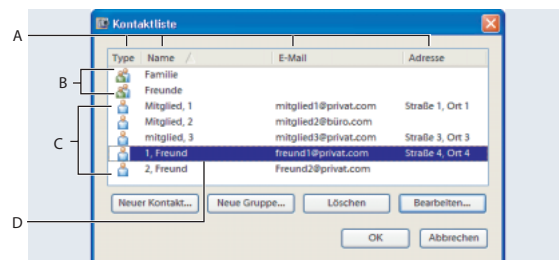 Kontaktliste
A
Type Name / E-Mail Adresse
Familie
B
Freunde
Mitglied, 1 mitglied1@privat.com Straße 1, Ort 1
Mitglied, 2 mitglied2@büro.com
mitglied, 3 mitglied3@privat.com Straße 3, Ort 3
C
1, Freund freund1@privat.com Straße 4, Ort 4
2, Freund Freund2@privat.com
Neuer Kontakt... Neue Gruppe... Löschen Bearbeiten...
D
OK Abbrechen